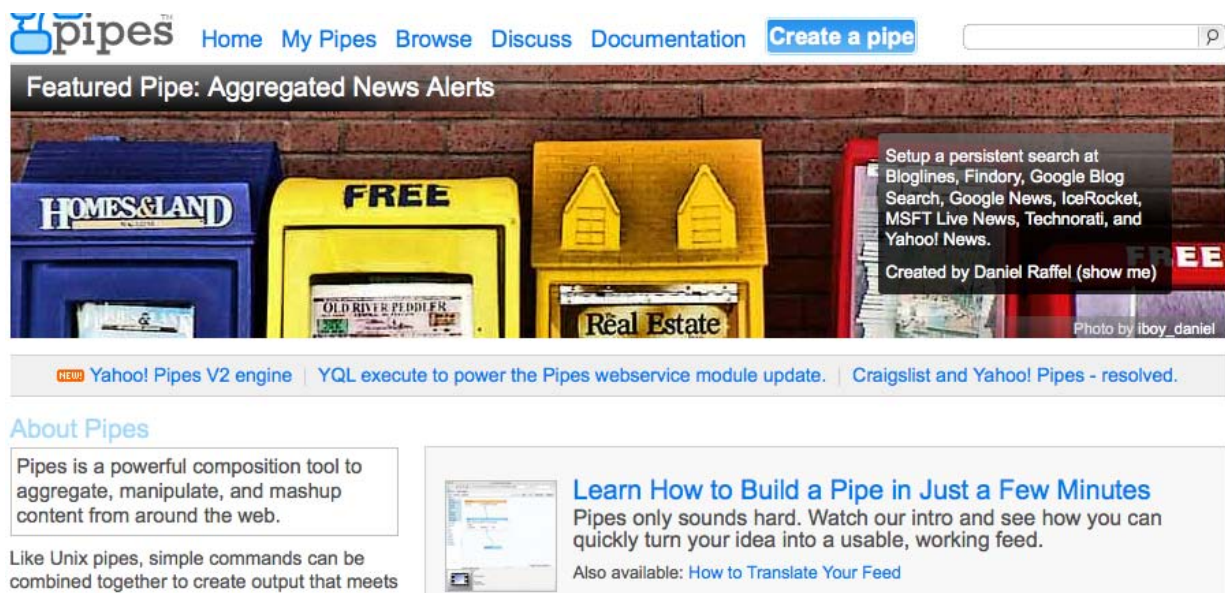 pipes™
Home My Pipes Browse Discuss Documentation Create a pipe
Featured Pipe: Aggregated News Alerts
HOMES&LAND
MAGAZINE
&
FREE
OLD RIVER PEDDLER
The Real Estate
Setup a persistent search at
Bloglines, Findory, Google Blog
Search, Google News, IceRocket,
MSFT Live News, Technorati, and
Yahoo! News.
Created by Daniel Raffel (show me)
FREE
Photo by iboy_daniel
NEW! Yahoo! Pipes V2 engine | YQL execute to power the Pipes webservice module update. | Craigslist and Yahoo! Pipes - resolved.
About Pipes
Pipes is a powerful composition tool to
aggregate, manipulate, and mashup
content from around the web.
Like Unix pipes, simple commands can be
combined together to create output that meets
Learn How to Build a Pipe in Just a Few Minutes
Pipes only sounds hard. Watch our intro and see how you can
quickly turn your idea into a usable, working feed.
Also available: How to Translate Your Feed